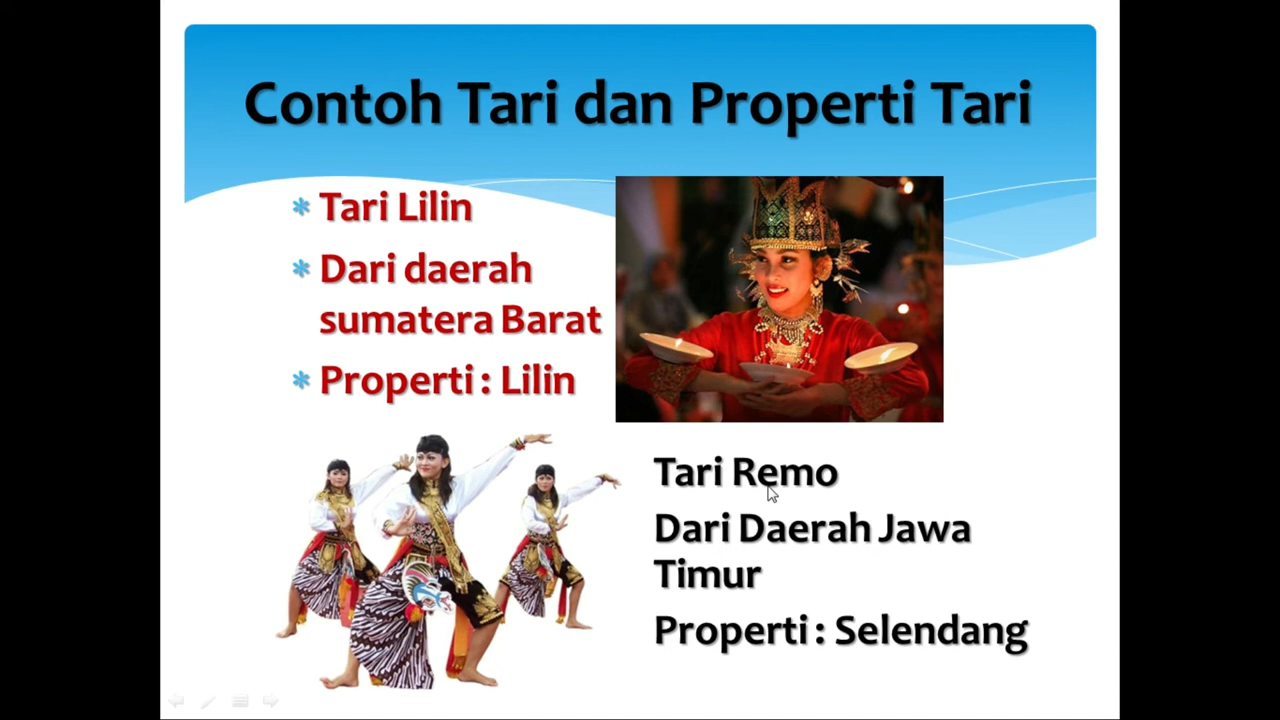 Contoh Tari dan Properti Tari
Tari Lilin
Dari daerah
sumatera Barat
Properti : Lilin
Tari Remo
Dari Daerah Jawa
Timur
Properti : Selendang